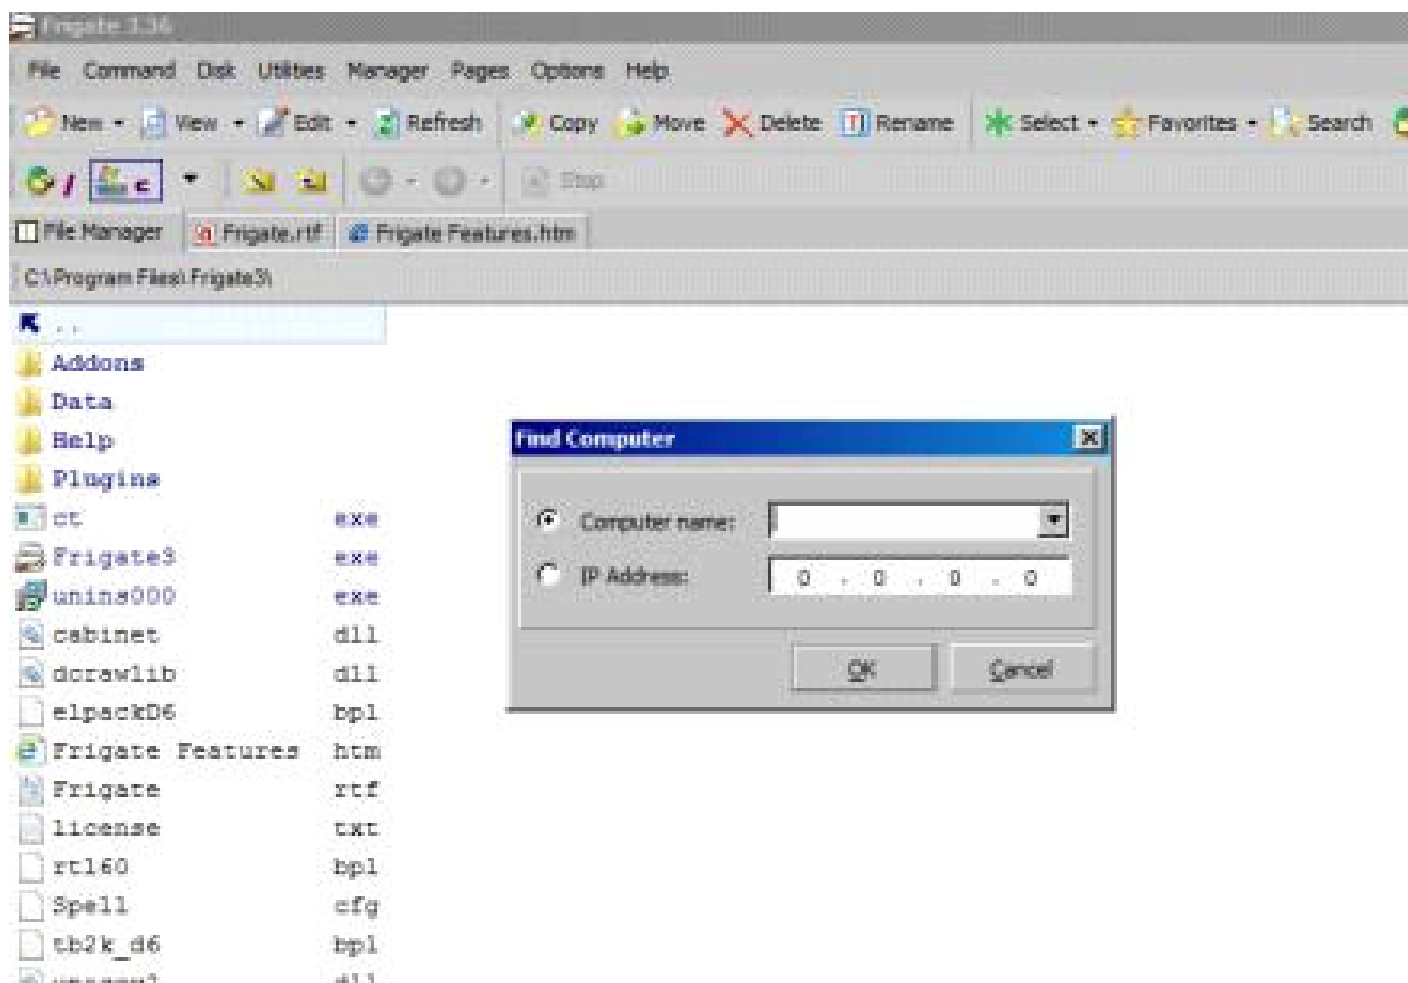 Frigate 3.36
File Command Disk Utilities Manager Pages Options Help
New View Edit Refresh Copy Move Delete Rename Select Favorites Search
/ c Stop
File Manager Frigate.rtf Frigate Features.htm
C:\Program Files\Frigate3\
..
Addons
Data
Help
Plugins
ct exe
Frigate3 exe
unins000 exe
cabinet dll
dcrawlib dll
elpackD6 bpl
Frigate Features htm
Frigate rtf
license txt
rtl60 bpl
Spell cfg
tb2k_d6 bpl
dll
Find Computer
Computer name:
IP Address: 0 . 0 . 0 . 0
OK Cancel